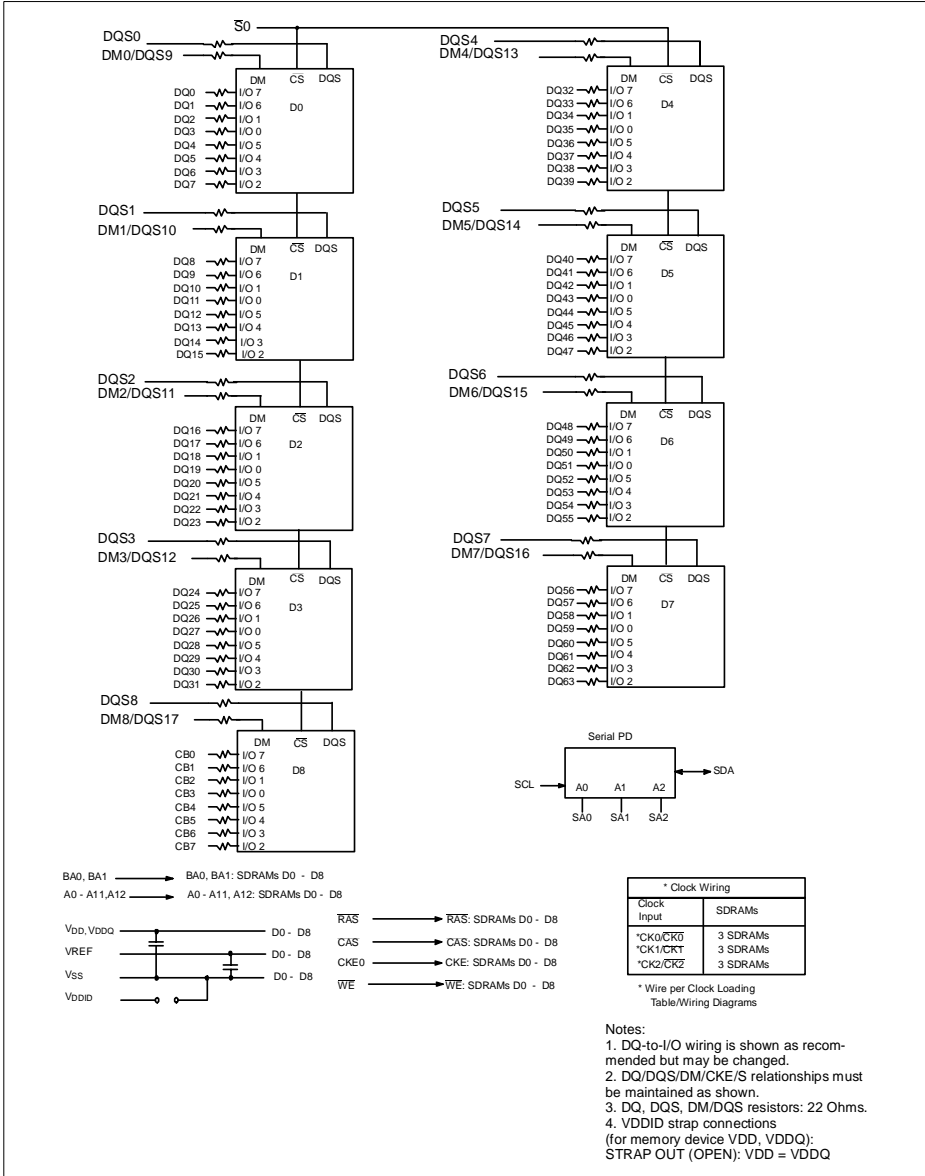 S0
DQS0
DM0/DQS9
DM CS DQS
D0
DQ0 I/O 7
DQ1 I/O 6
DQ2 I/O 1
DQ3 I/O 0
DQ4 I/O 5
DQ5 I/O 4
DQ6 I/O 3
DQ7 I/O 2
DQS1
DM1/DQS10
DM CS DQS
D1
DQ8 I/O 7
DQ9 I/O 6
DQ10 I/O 1
DQ11 I/O 0
DQ12 I/O 5
DQ13 I/O 4
DQ14 I/O 3
DQ15 I/O 2
DQS2
DM2/DQS11
DM CS DQS
D2
DQ16 I/O 7
DQ17 I/O 6
DQ18 I/O 1
DQ19 I/O 0
DQ20 I/O 5
DQ21 I/O 4
DQ22 I/O 3
DQ23 I/O 2
DQS3
DM3/DQS12
DM CS DQS
D3
DQ24 I/O 7
DQ25 I/O 6
DQ26 I/O 1
DQ27 I/O 0
DQ28 I/O 5
DQ29 I/O 4
DQ30 I/O 3
DQ31 I/O 2
DQS8
DM8/DQS17
DM CS DQS
D8
CB0 I/O 7
CB1 I/O 6
CB2 I/O 1
CB3 I/O 0
CB4 I/O 5
CB5 I/O 4
CB6 I/O 3
CB7 I/O 2
DQS4
DM4/DQS13
DM CS DQS
D4
DQ32 I/O 7
DQ33 I/O 6
DQ34 I/O 1
DQ35 I/O 0
DQ36 I/O 5
DQ37 I/O 4
DQ38 I/O 3
DQ39 I/O 2
DQS5
DM5/DQS14
DM CS DQS
D5
DQ40 I/O 7
DQ41 I/O 6
DQ42 I/O 1
DQ43 I/O 0
DQ44 I/O 5
DQ45 I/O 4
DQ46 I/O 3
DQ47 I/O 2
DQS6
DM6/DQS15
DM CS DQS
D6
DQ48 I/O 7
DQ49 I/O 6
DQ50 I/O 1
DQ51 I/O 0
DQ52 I/O 5
DQ53 I/O 4
DQ54 I/O 3
DQ55 I/O 2
DQS7
DM7/DQS16
DM CS DQS
D7
DQ56 I/O 7
DQ57 I/O 6
DQ58 I/O 1
DQ59 I/O 0
DQ60 I/O 5
DQ61 I/O 4
DQ62 I/O 3
DQ63 I/O 2
Serial PD
SCL A0 A1 A2 SDA
SA0 SA1 SA2
BA0, BA1 BA0, BA1: SDRAMs D0 - D8
A0 - A11,A12 A0 - A11, A12: SDRAMs D0 - D8
VDD, VDDQ D0 - D8
VREF D0 - D8
VSS D0 - D8
VDDID
RAS RAS: SDRAMs D0 - D8
CAS CAS: SDRAMs D0 - D8
CKE0 CKE: SDRAMs D0 - D8
WE WE: SDRAMs D0 - D8
* Clock Wiring
Clock
Input SDRAMs
*CK0/CK0 3 SDRAMs
*CK1/CK1 3 SDRAMs
*CK2/CK2 3 SDRAMs
* Wire per Clock Loading
Table/Wiring Diagrams
Notes:
1. DQ-to-I/O wiring is shown as recom-
mended but may be changed.
2. DQ/DQS/DM/CKE/S relationships must
be maintained as shown.
3. DQ, DQS, DM/DQS resistors: 22 Ohms.
4. VDDID strap connections
(for memory device VDD, VDDQ):
STRAP OUT (OPEN): VDD = VDDQ